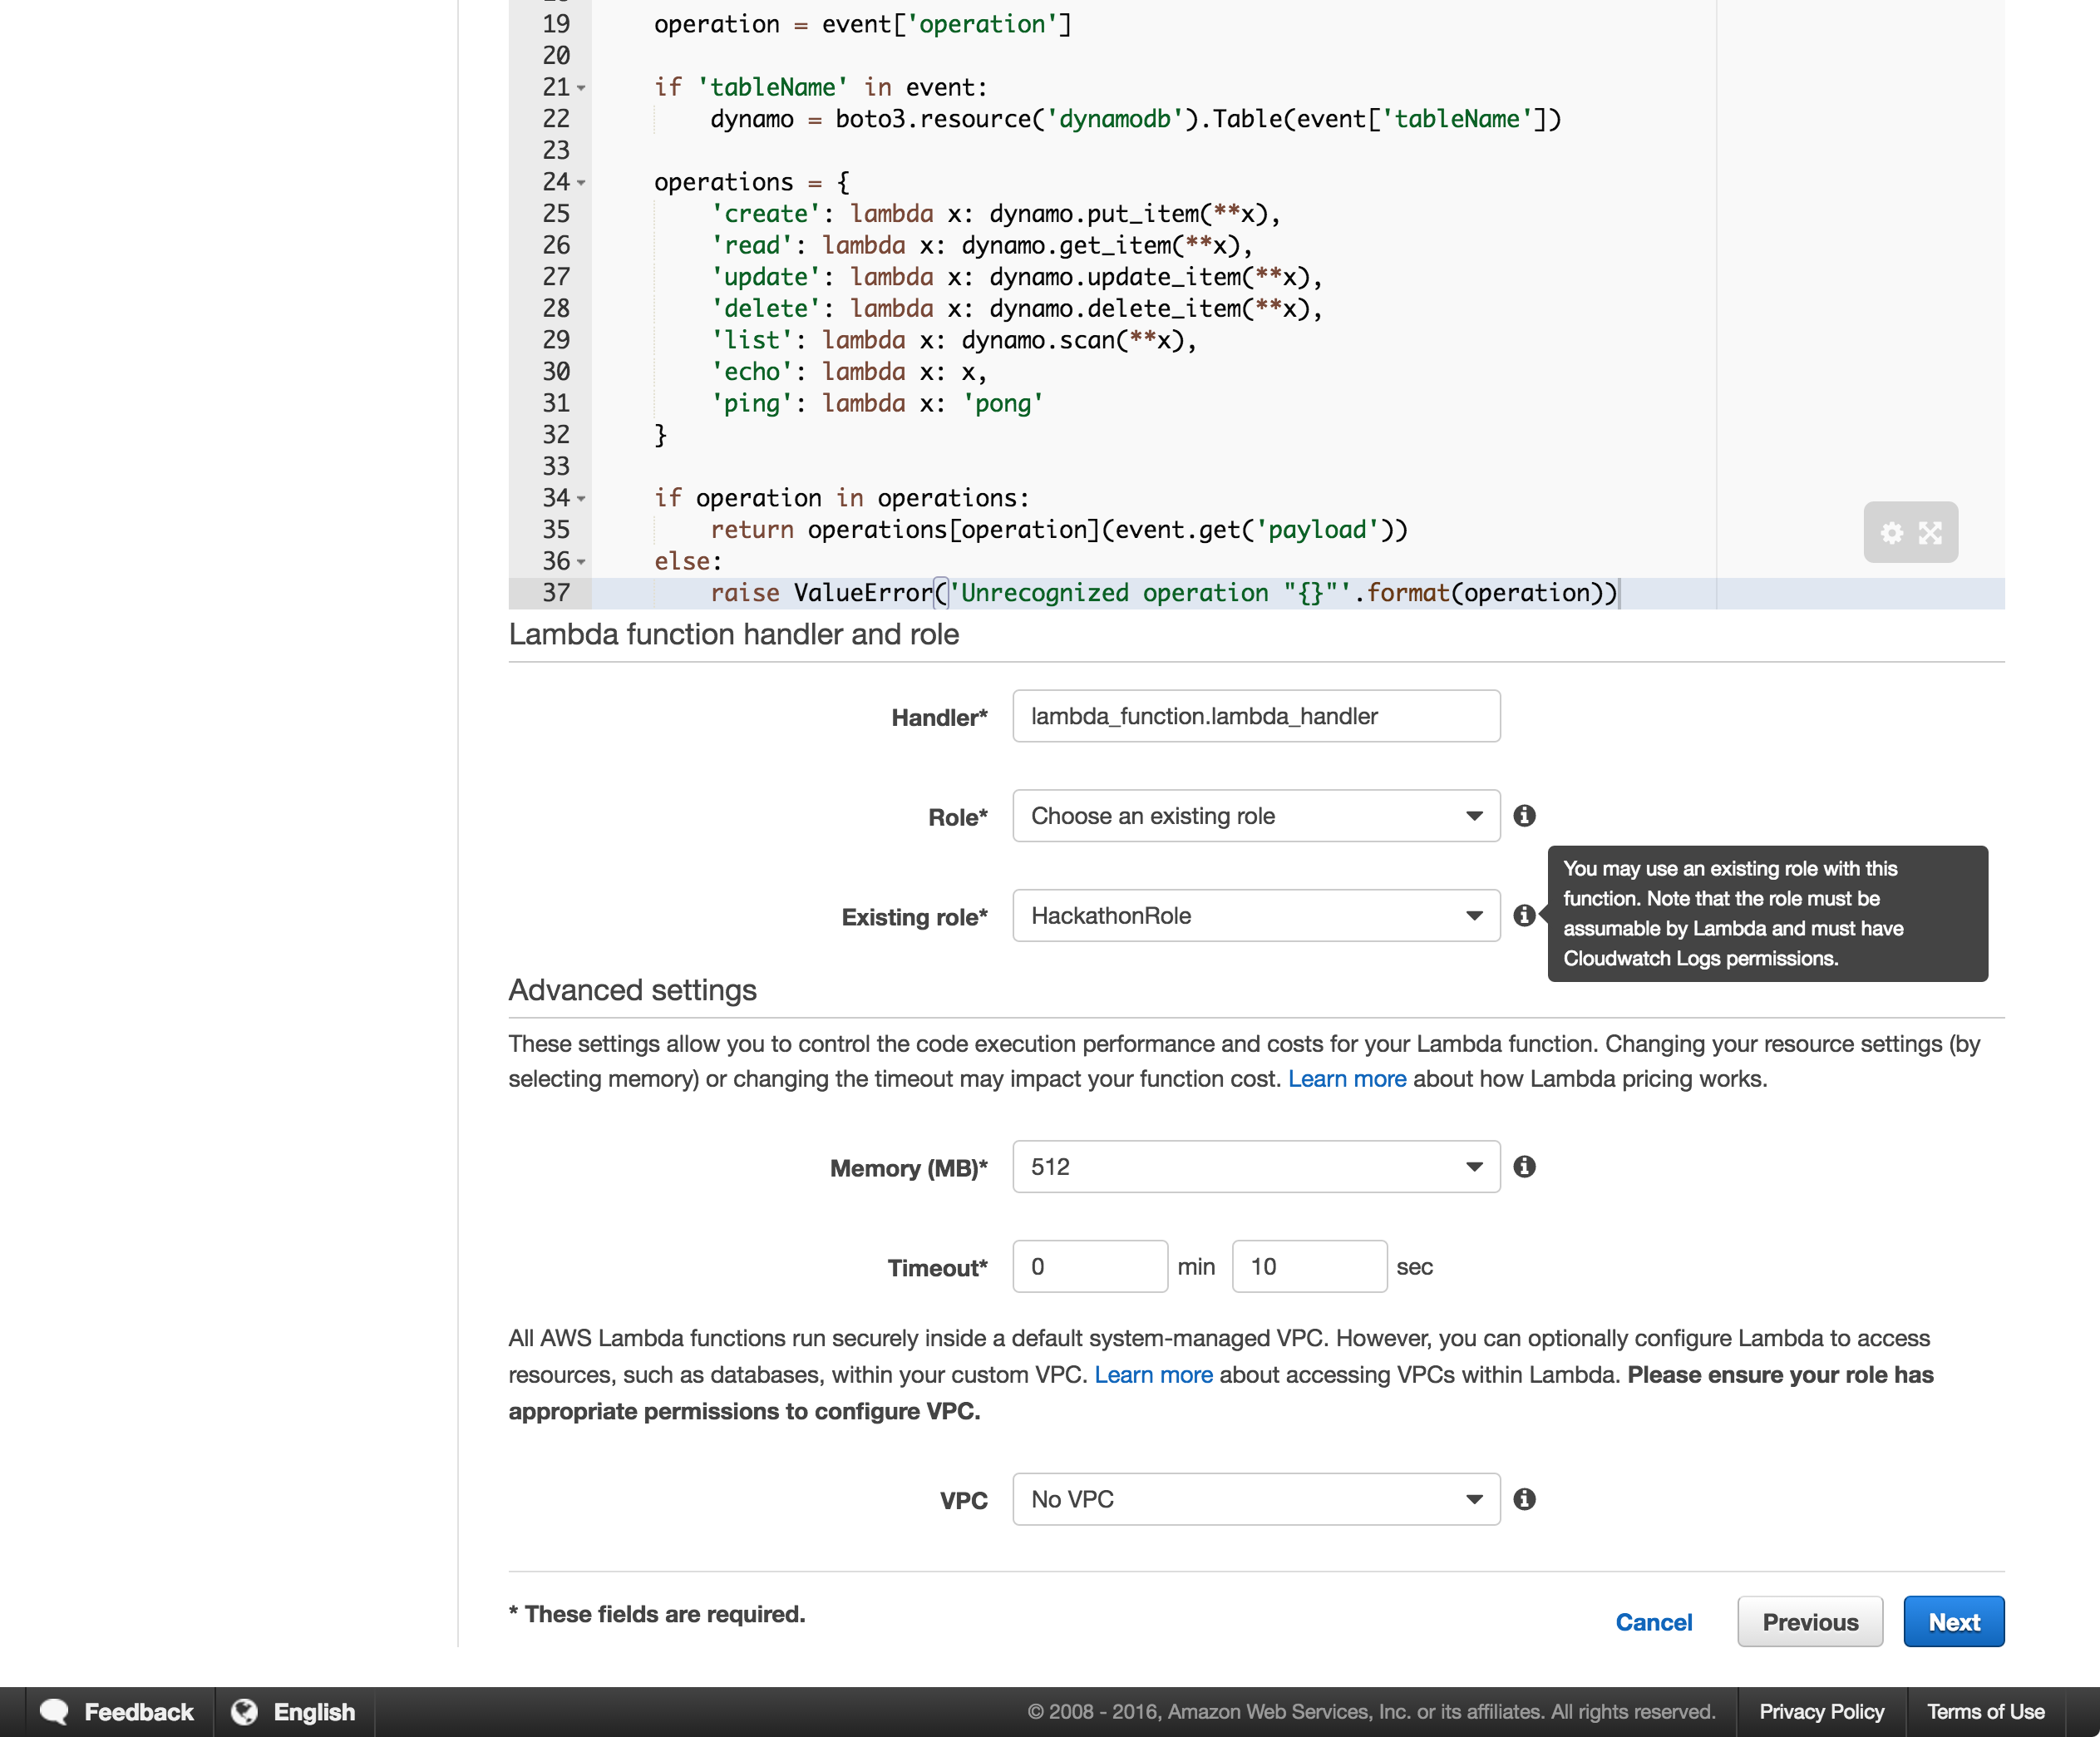 19 operation = event['operation']
20
21 if 'tableName' in event:
22 dynamo = boto3.resource('dynamodb').Table(event['tableName'])
23
24 operations = {
25 'create': lambda x: dynamo.put_item(**x),
26 'read': lambda x: dynamo.get_item(**x),
27 'update': lambda x: dynamo.update_item(**x),
28 'delete': lambda x: dynamo.delete_item(**x),
29 'list': lambda x: dynamo.scan(**x),
30 'echo': lambda x: x,
31 'ping': lambda x: 'pong'
32 }
33
34 if operation in operations:
35 return operations[operation](event.get('payload'))
36 else:
37 raise ValueError('Unrecognized operation "{}"'.format(operation))
Lambda function handler and role
Handler* lambda_function.lambda_handler
Role* Choose an existing role
You may use an existing role with this
function. Note that the role must be
assumable by Lambda and must have
Cloudwatch Logs permissions.
Existing role* HackathonRole
Advanced settings
These settings allow you to control the code execution performance and costs for your Lambda function. Changing your resource settings (by
selecting memory) or changing the timeout may impact your function cost. Learn more about how Lambda pricing works.
Memory (MB)* 512
Timeout* 0 min 10 sec
All AWS Lambda functions run securely inside a default system-managed VPC. However, you can optionally configure Lambda to access
resources, such as databases, within your custom VPC. Learn more about accessing VPCs within Lambda. Please ensure your role has
appropriate permissions to configure VPC.
VPC No VPC
* These fields are required.
Cancel Previous Next
Feedback English © 2008 - 2016, Amazon Web Services, Inc. or its affiliates. All rights reserved. Privacy Policy Terms of Use